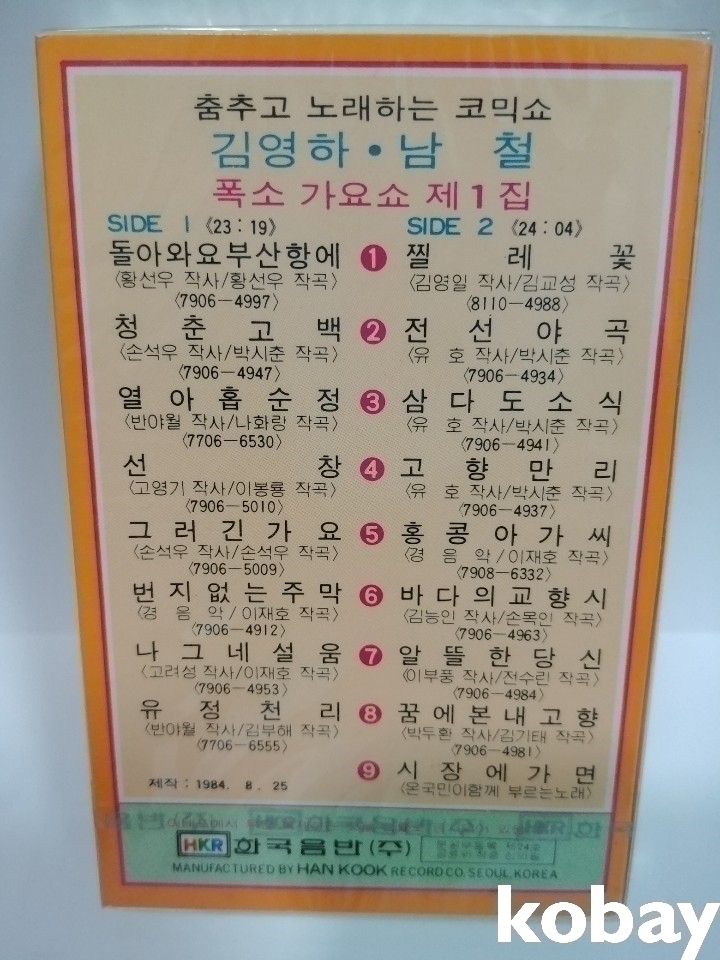 춤추고 노래하는 코믹쇼
김영하·남 철
폭소 가요쇼 제1집
SIDE 1 《23：19》
돌아와요부산항에
〈황선우 작사/황선우 작곡〉
〈7906－4997〉
청춘고백
〈손석우 작사/박시춘 작곡〉
〈7906－4947〉
열아홉순정
〈반야월 작사/나화랑 작곡〉
〈7706－6530〉
선 창
〈고영기 작사/이봉룡 작곡〉
〈7906－5010〉
그러긴가요
〈손석우 작사/손석우 작곡〉
〈7906－5009〉
번지없는주막
〈경 음 악/이재호 작곡〉
〈7906－4912〉
나그네설움
〈고려성 작사/이재호 작곡〉
〈7906－4953〉
유정천리
〈반야월 작사/김부해 작곡〉
〈7706－6555〉
제작：1984. 8. 25
1
2
3
4
5
6
7
8
9
SIDE 2 《24：04》
찔레꽃
〈김영일 작사/김교성 작곡〉
〈8110－4988〉
전선야곡
〈유 호 작사/박시춘 작곡〉
〈7906－4934〉
삼다도소식
〈유 호 작사/박시춘 작곡〉
〈7906－4941〉
고향만리
〈유 호 작사/박시춘 작곡〉
〈7906－4937〉
홍콩아가씨
〈경 음 악/이재호 작곡〉
〈7908－6332〉
바다의교향시
〈김능인 작사/손목인 작곡〉
〈7906－4963〉
알뜰한당신
〈이부풍 작사/전수린 작곡〉
〈7906－4984〉
꿈에본내고향
〈박두환 작사/김기태 작곡〉
〈7906－4981〉
시장에가면
〈온국민이함께 부르는노래〉
HKR 한국음반(주)
MANUFACTURED BY HAN KOOK RECORD CO. SEOUL, KOREA
kobay